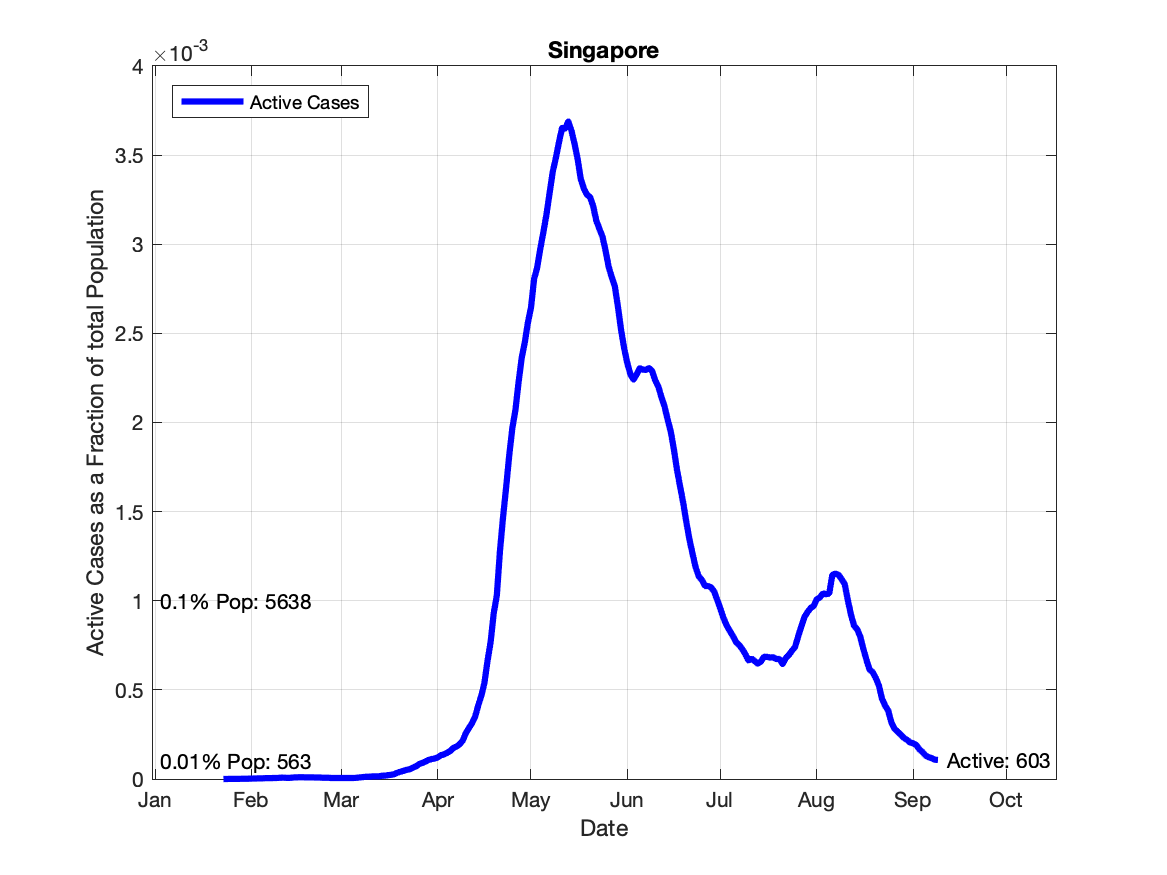 Singapore
×10-3
4
Active Cases
3.5
3
2.5
2
1.5
1
0.1% Pop: 5638
0.5
0.01% Pop: 563
Active: 603
0
Jan Feb Mar Apr May Jun Jul Aug Sep Oct
Date
Active Cases as a Fraction of total Population